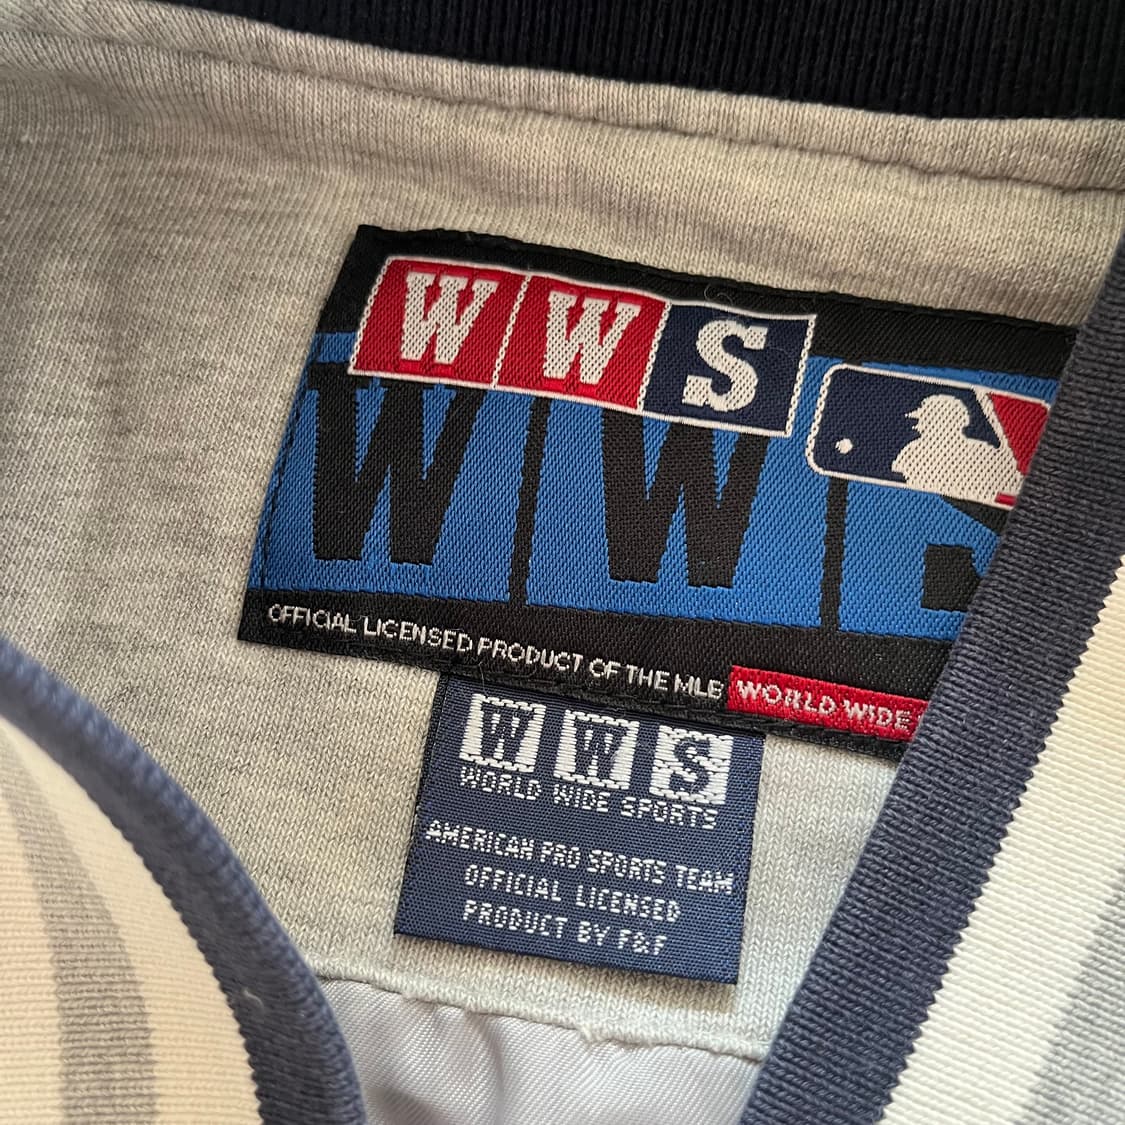 WWS
WW
OFFICIAL LICENSED PRODUCT OF THE MLB
WORLD WIDE
WWS
WORLD WIDE SPORTS
AMERICAN PRO SPORTS TEAM
OFFICIAL LICENSED
PRODUCT BY F&F